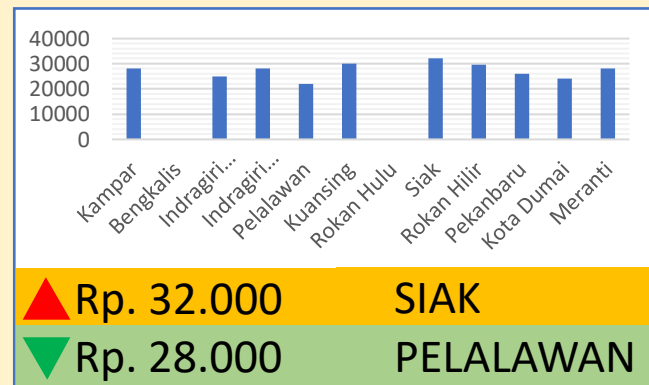 40000
30000
20000
10000
0
Kampar
Bengkalis
Indragiri...
Indragiri...
Pelalawan
Kuansing
Rokan Hulu
Siak
Rokan Hilir
Pekanbaru
Kota Dumai
Meranti
Rp. 32.000 SIAK
Rp. 28.000 PELALAWAN